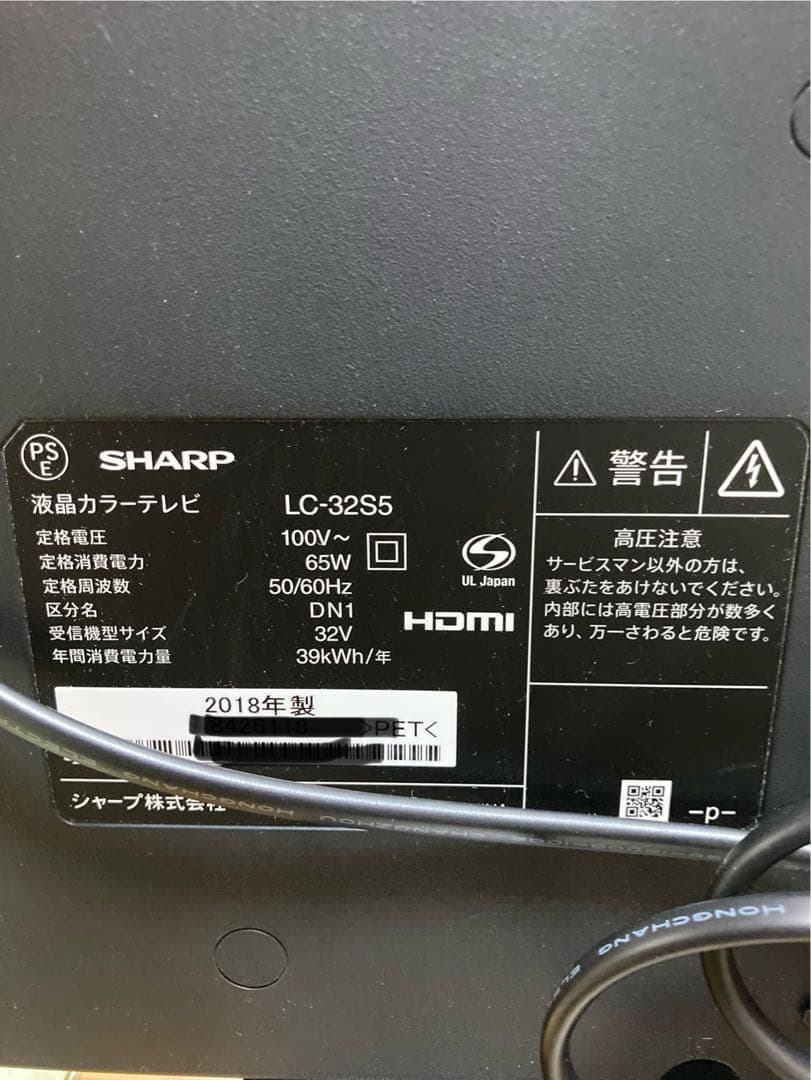 PSE
SHARP
液晶カラーテレビ LC-32S5
定格電圧 100V～
定格消費電力 65W
定格周波数 50/60Hz
区分名 DN1
受信機型サイズ 32V
年間消費電力量 39kWh/年
UL Japan
HDMI
2018年製
>PET<
シャープ株式会社
警告
高圧注意
サービスマン以外の方は、
裏ぶたをあけないでください。
内部には高電圧部分が数多く
あり、万一さわると危険です。
-p-
HONGCHANG
HONGCHANG